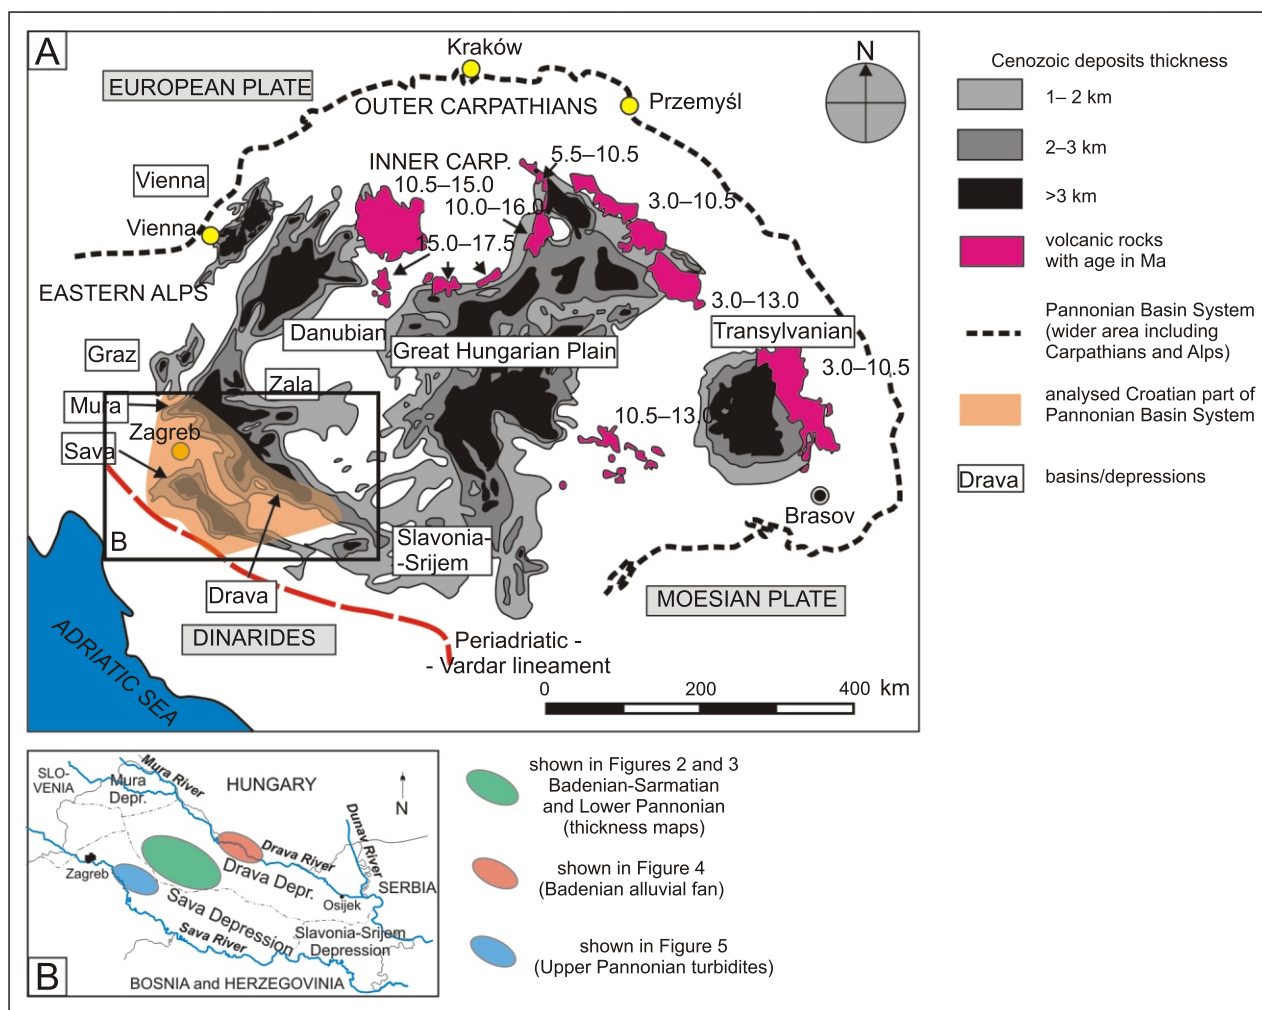 A
Kraków
N
EUROPEAN PLATE
OUTER CARPATHIANS
Przemyśl
INNER CARP.
5.5–10.5
Vienna
10.5–15.0
10.0–16.0
3.0–10.5
Vienna
15.0–17.5
EASTERN ALPS
3.0–13.0
Danubian
Transylvanian
Graz
Great Hungarian Plain
3.0–10.5
Zala
Mura
10.5–13.0
Zagreb
Sava
Brasov
B
Slavonia-
-Srijem
Drava
MOESIAN PLATE
DINARIDES
Periadriatic -
- Vardar lineament
ADRIATIC SEA
0 200 400 km
Cenozoic deposits thickness
1– 2 km
2–3 km
>3 km
volcanic rocks
with age in Ma
Pannonian Basin System
(wider area including
Carpathians and Alps)
analysed Croatian part of
Pannonian Basin System
Drava
basins/depressions
SLO-
VENIA
Mura River
HUNGARY
Mura
Depr.
N
Dunav River
Drava River
Zagreb
Drava Depr.
SERBIA
Osijek
Sava Depression
Sava River
Slavonia-Srijem
Depression
B
BOSNIA and HERZEGOVINIA
shown in Figures 2 and 3
Badenian-Sarmatian
and Lower Pannonian
(thickness maps)
shown in Figure 4
(Badenian alluvial fan)
shown in Figure 5
(Upper Pannonian turbidites)